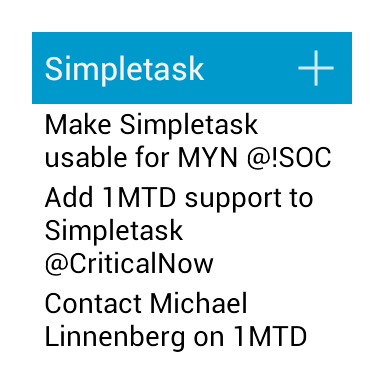 Simpletask
Make Simpletask
usable for MYN @!SOC
Add 1MTD support to
Simpletask
@CriticalNow
Contact Michael
Linnenberg on 1MTD